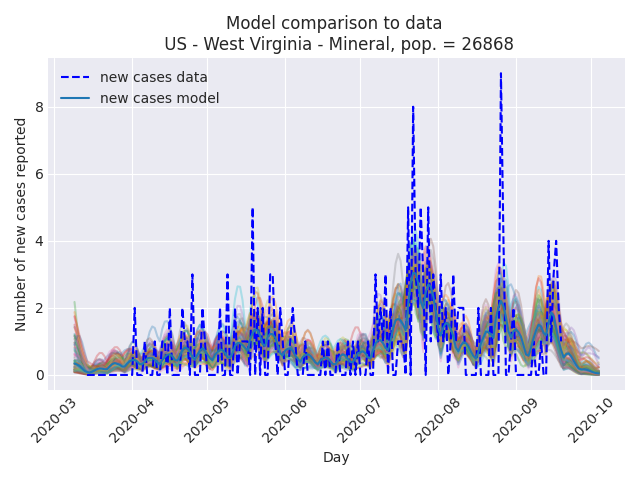 Model comparison to data
US - West Virginia - Mineral, pop. = 26868
new cases data
new cases model
Number of new cases reported
8
6
4
2
0
2020-03
2020-04
2020-05
2020-06
2020-07
2020-08
2020-09
2020-10
Day